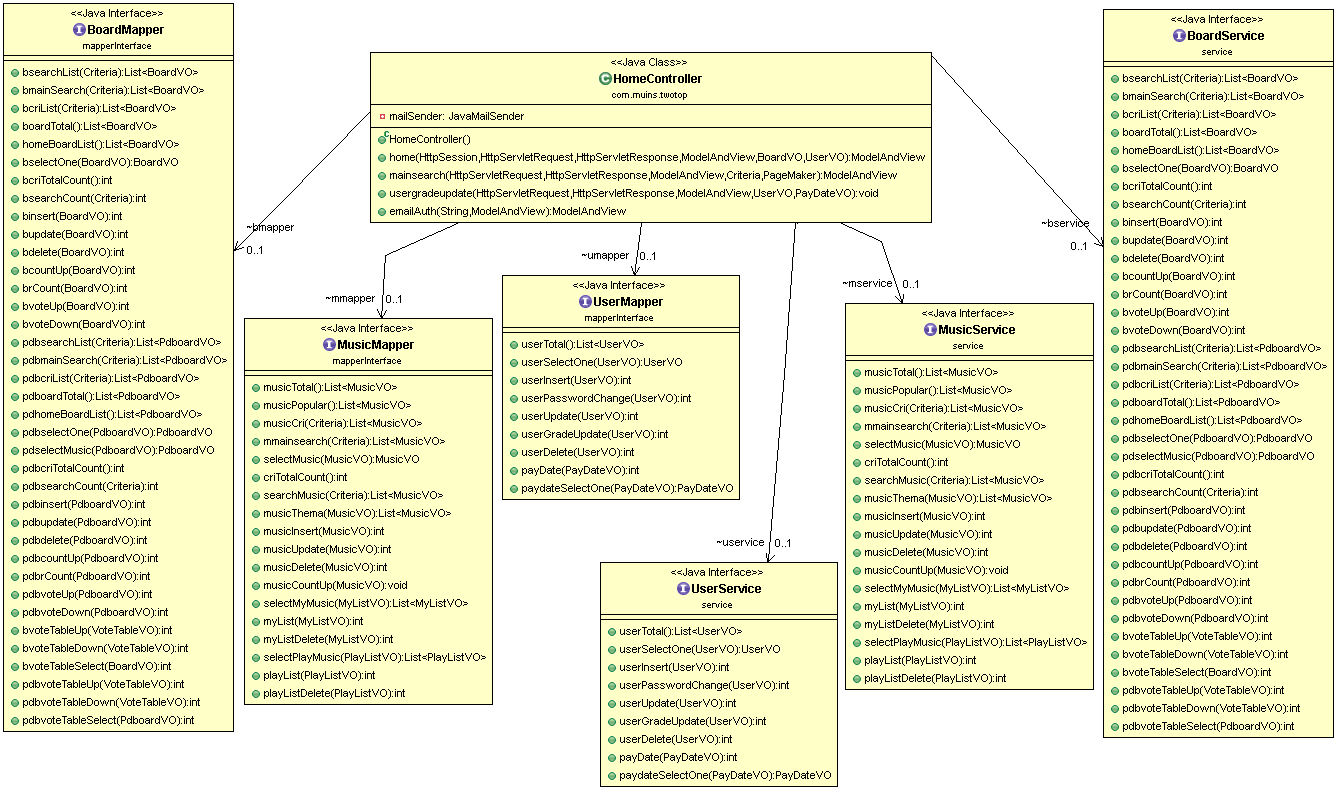 <<Java Interface>>
BoardMapper
mapperInterface
bsearchList(Criteria):List<BoardVO>
bmainSearch(Criteria):List<BoardVO>
bcriList(Criteria):List<BoardVO>
boardTotal():List<BoardVO>
homeBoardList():List<BoardVO>
bselectOne(BoardVO):BoardVO
bcriTotalCount():int
bsearchCount(Criteria):int
binsert(BoardVO):int
bupdate(BoardVO):int
bdelete(BoardVO):int
bcountUp(BoardVO):int
brCount(BoardVO):int
bvoteUp(BoardVO):int
bvoteDown(BoardVO):int
pdbsearchList(Criteria):List<PdboardVO>
pdbmainSearch(Criteria):List<PdboardVO>
pdbcriList(Criteria):List<PdboardVO>
pdboardTotal():List<PdboardVO>
pdhomeBoardList():List<PdboardVO>
pdbselectOne(PdboardVO):PdboardVO
pdselectMusic(PdboardVO):PdboardVO
pdbcriTotalCount():int
pdbsearchCount(Criteria):int
pdbinsert(PdboardVO):int
pdbupdate(PdboardVO):int
pdbdelete(PdboardVO):int
pdbcountUp(PdboardVO):int
pdbrCount(PdboardVO):int
pdbvoteUp(PdboardVO):int
pdbvoteDown(PdboardVO):int
bvoteTableUp(VoteTableVO):int
bvoteTableDown(VoteTableVO):int
bvoteTableSelect(BoardVO):int
pdbvoteTableUp(VoteTableVO):int
pdbvoteTableDown(VoteTableVO):int
pdbvoteTableSelect(PdboardVO):int
<<Java Class>>
HomeController
com.muins.twotop
mailSender: JavaMailSender
HomeController()
home(HttpSession,HttpServletRequest,HttpServletResponse,ModelAndView,BoardVO,UserVO):ModelAndView
mainsearch(HttpServletRequest,HttpServletResponse,ModelAndView,Criteria,PageMaker):ModelAndView
usergradeupdate(HttpServletRequest,HttpServletResponse,ModelAndView,UserVO,PayDateVO):void
emailAuth(String,ModelAndView):ModelAndView
~bmapper
0..1
~mmapper
0..1
~umapper
0..1
~uservice
0..1
~mservice
0..1
~bservice
0..1
<<Java Interface>>
MusicMapper
mapperInterface
musicTotal():List<MusicVO>
musicPopular():List<MusicVO>
musicCri(Criteria):List<MusicVO>
mmainsearch(Criteria):List<MusicVO>
selectMusic(MusicVO):MusicVO
criTotalCount():int
searchMusic(Criteria):List<MusicVO>
musicThema(MusicVO):List<MusicVO>
musicInsert(MusicVO):int
musicUpdate(MusicVO):int
musicDelete(MusicVO):int
musicCountUp(MusicVO):void
selectMyMusic(MyListVO):List<MyListVO>
myList(MyListVO):int
myListDelete(MyListVO):int
selectPlayMusic(PlayListVO):List<PlayListVO>
playList(PlayListVO):int
playListDelete(PlayListVO):int
<<Java Interface>>
UserMapper
mapperInterface
userTotal():List<UserVO>
userSelectOne(UserVO):UserVO
userInsert(UserVO):int
userPasswordChange(UserVO):int
userUpdate(UserVO):int
userGradeUpdate(UserVO):int
userDelete(UserVO):int
payDate(PayDateVO):int
paydateSelectOne(PayDateVO):PayDateVO
<<Java Interface>>
UserService
service
userTotal():List<UserVO>
userSelectOne(UserVO):UserVO
userInsert(UserVO):int
userPasswordChange(UserVO):int
userUpdate(UserVO):int
userGradeUpdate(UserVO):int
userDelete(UserVO):int
payDate(PayDateVO):int
paydateSelectOne(PayDateVO):PayDateVO
<<Java Interface>>
MusicService
service
musicTotal():List<MusicVO>
musicPopular():List<MusicVO>
musicCri(Criteria):List<MusicVO>
mmainsearch(Criteria):List<MusicVO>
selectMusic(MusicVO):MusicVO
criTotalCount():int
searchMusic(Criteria):List<MusicVO>
musicThema(MusicVO):List<MusicVO>
musicInsert(MusicVO):int
musicUpdate(MusicVO):int
musicDelete(MusicVO):int
musicCountUp(MusicVO):void
selectMyMusic(MyListVO):List<MyListVO>
myList(MyListVO):int
myListDelete(MyListVO):int
selectPlayMusic(PlayListVO):List<PlayListVO>
playList(PlayListVO):int
playListDelete(PlayListVO):int
<<Java Interface>>
BoardService
service
bsearchList(Criteria):List<BoardVO>
bmainSearch(Criteria):List<BoardVO>
bcriList(Criteria):List<BoardVO>
boardTotal():List<BoardVO>
homeBoardList():List<BoardVO>
bselectOne(BoardVO):BoardVO
bcriTotalCount():int
bsearchCount(Criteria):int
binsert(BoardVO):int
bupdate(BoardVO):int
bdelete(BoardVO):int
bcountUp(BoardVO):int
brCount(BoardVO):int
bvoteUp(BoardVO):int
bvoteDown(BoardVO):int
pdbsearchList(Criteria):List<PdboardVO>
pdbmainSearch(Criteria):List<PdboardVO>
pdbcriList(Criteria):List<PdboardVO>
pdboardTotal():List<PdboardVO>
pdhomeBoardList():List<PdboardVO>
pdbselectOne(PdboardVO):PdboardVO
pdselectMusic(PdboardVO):PdboardVO
pdbcriTotalCount():int
pdbsearchCount(Criteria):int
pdbinsert(PdboardVO):int
pdbupdate(PdboardVO):int
pdbdelete(PdboardVO):int
pdbcountUp(PdboardVO):int
pdbrCount(PdboardVO):int
pdbvoteUp(PdboardVO):int
pdbvoteDown(PdboardVO):int
bvoteTableUp(VoteTableVO):int
bvoteTableDown(VoteTableVO):int
bvoteTableSelect(BoardVO):int
pdbvoteTableUp(VoteTableVO):int
pdbvoteTableDown(VoteTableVO):int
pdbvoteTableSelect(PdboardVO):int